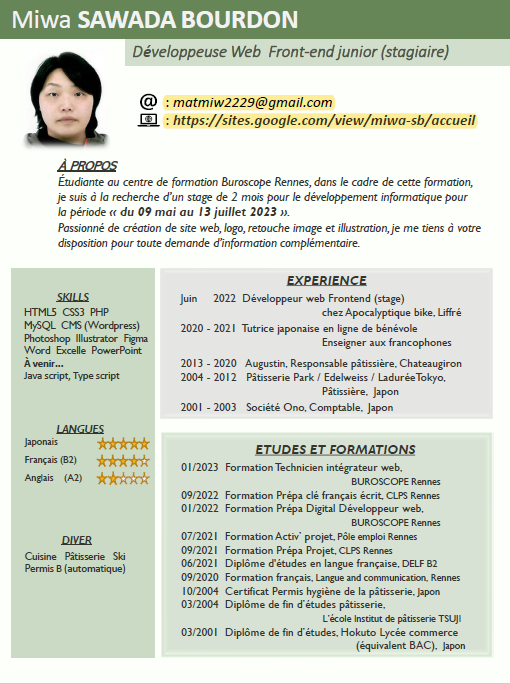 Miwa SAWADA BOURDON
Développeuse Web Front-end junior (stagiaire)
@ : matmiw2229@gmail.com
: https://sites.google.com/view/miwa-sb/accueil
À PROPOS
Étudiante au centre de formation Buroscope Rennes, dans le cadre de cette formation,
je suis à la recherche d'un stage de 2 mois pour le développement informatique pour
la période « du 09 mai au 13 juillet 2023 ».
Passionné de création de site web, logo, retouche image et illustration, je me tiens à votre
disposition pour toute demande d'information complémentaire.
SKILLS
HTML5 CSS3 PHP
MySQL CMS (Wordpress)
Photoshop Illustrator Figma
Word Excelle PowerPoint
À venir...
Java script, Type script
LANGUES
Japonais
Français (B2)
Anglais (A2)
DIVER
Cuisine Pâtisserie Ski
Permis B (automatique)
EXPERIENCE
Juin 2022 Développeur web Frontend (stage)
chez Apocalyptique bike, Liffré
2020 - 2021 Tutrice japonaise en ligne de bénévole
Enseigner aux francophones
2013 - 2020 Augustin, Responsable pâtissière, Chateaugiron
2004 - 2012 Pâtisserie Park / Edelweiss / LaduréeTokyo,
Pâtissière, Japon
2001 - 2003 Société Ono, Comptable, Japon
ETUDES ET FORMATIONS
01/2023 Formation Technicien intégrateur web,
BUROSCOPE Rennes
09/2022 Formation Prépa clé français écrit, CLPS Rennes
01/2022 Formation Prépa Digital Développeur web,
BUROSCOPE Rennes
07/2021 Formation Activ' projet, Pôle emploi Rennes
09/2021 Formation Prépa Projet, CLPS Rennes
06/2021 Diplôme d'études en langue française, DELF B2
09/2020 Formation français, Langue and communication, Rennes
10/2004 Certificat Permis hygiène de la pâtisserie, Japon
03/2004 Diplôme de fin d'études pâtisserie,
L'école Institut de pâtisserie TSUJI
03/2001 Diplôme de fin d'études, Hokuto Lycée commerce
(équivalent BAC), Japon